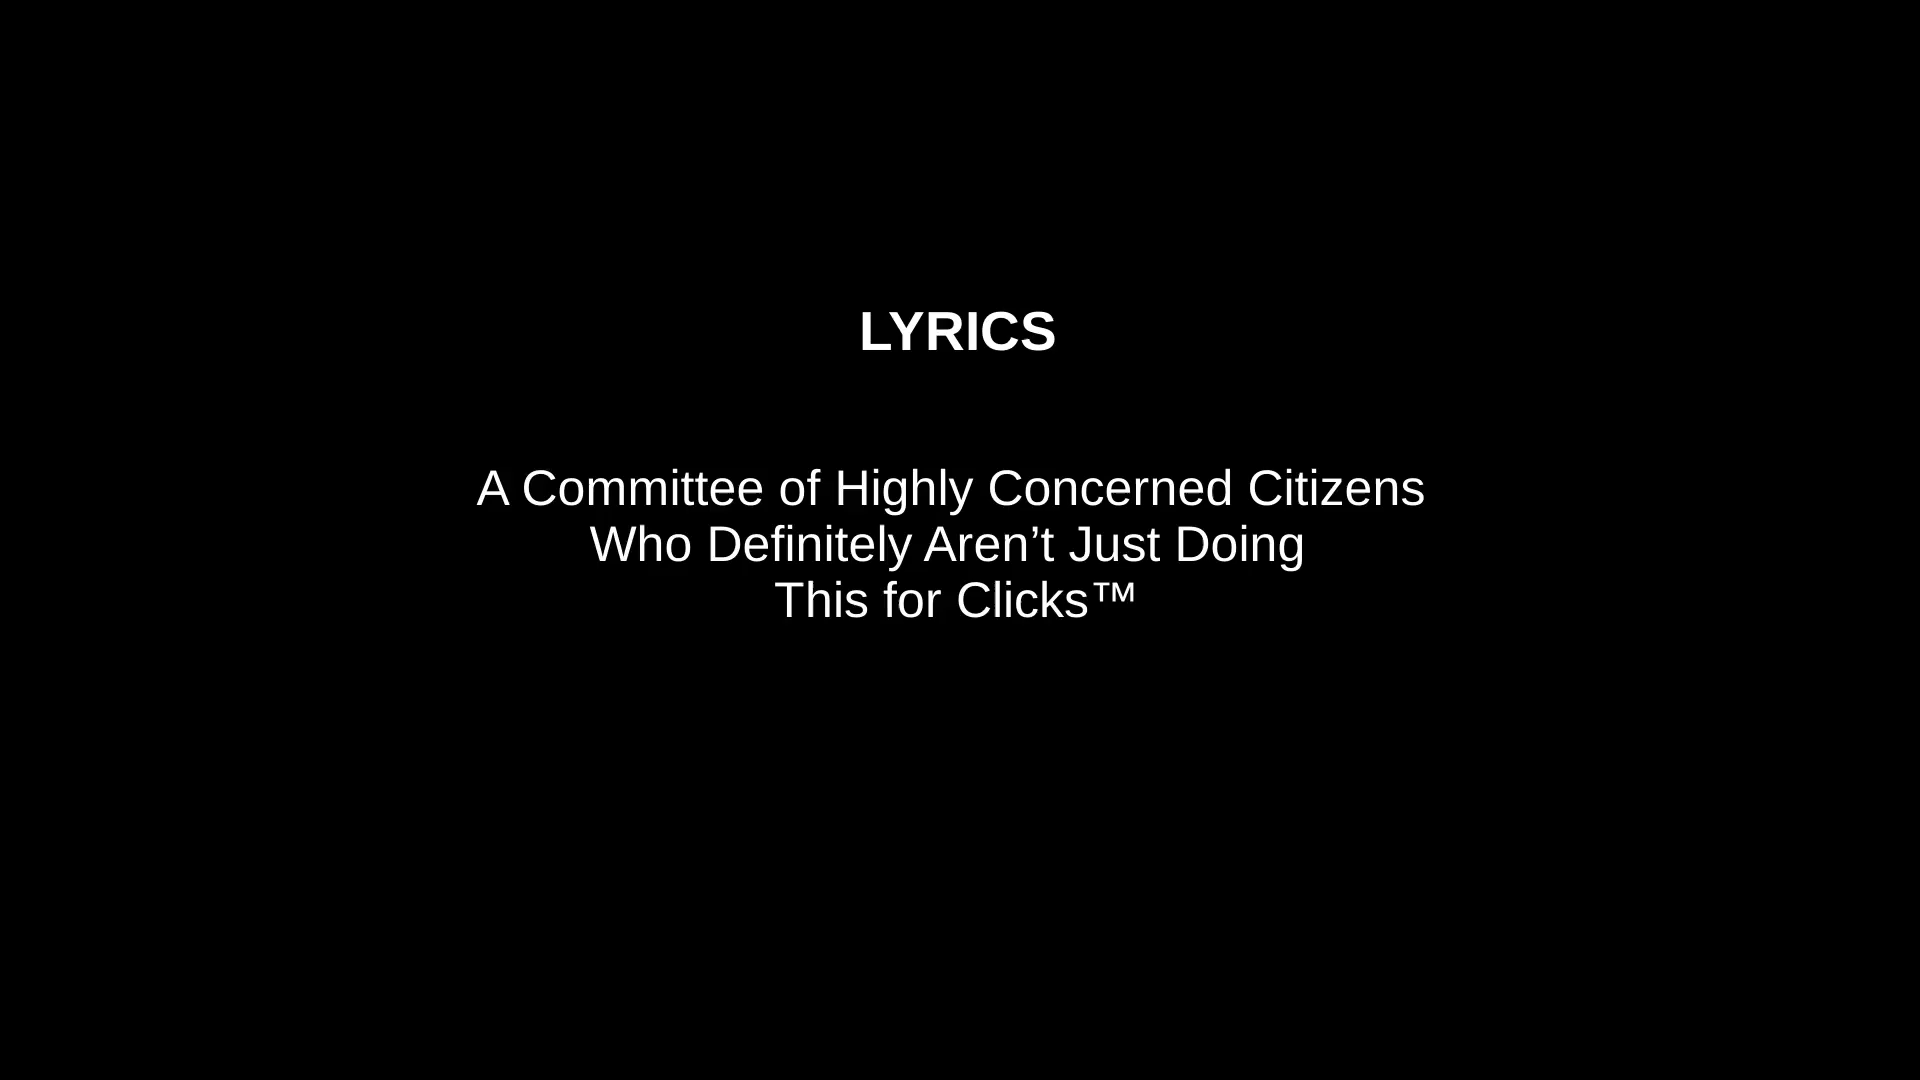 LYRICS
A Committee of Highly Concerned Citizens
Who Definitely Aren’t Just Doing
This for Clicks™